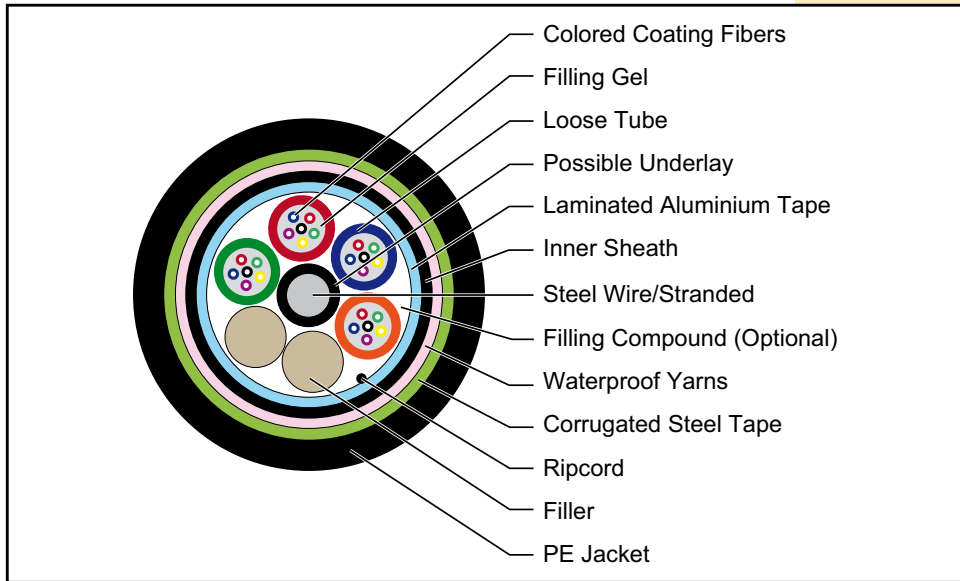 Colored Coating Fibers
Filling Gel
Loose Tube
Possible Underlay
Laminated Aluminium Tape
Inner Sheath
Steel Wire/Stranded
Filling Compound (Optional)
Waterproof Yarns
Corrugated Steel Tape
Ripcord
Filler
PE Jacket